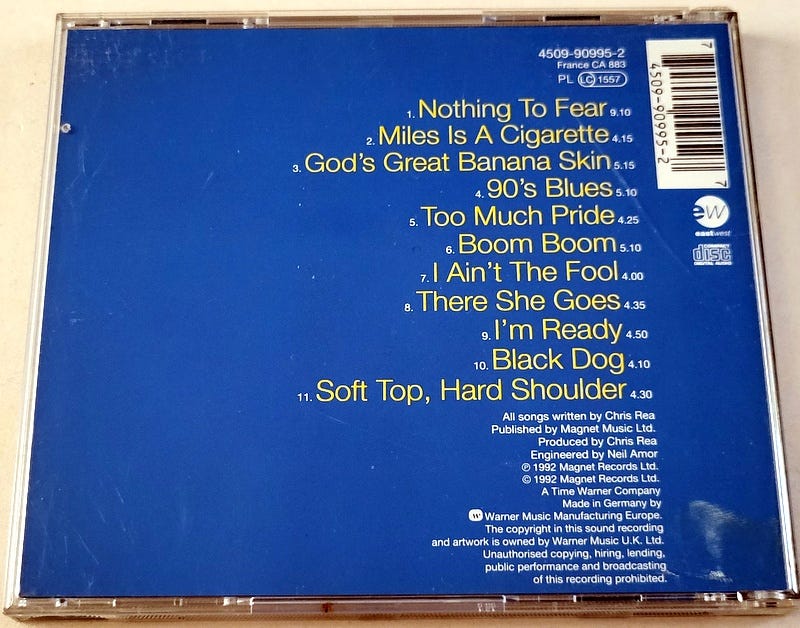 4509-90995-2
France CA 883
PL LC 1557
7 4509-90995-2 7
ew
eastwest
COMPACT
disc
DIGITAL AUDIO
1. Nothing To Fear 9.10
2. Miles Is A Cigarette 4.15
3. God's Great Banana Skin 5.15
4. 90's Blues 5.10
5. Too Much Pride 4.25
6. Boom Boom 5.10
7. I Ain't The Fool 4.00
8. There She Goes 4.35
9. I'm Ready 4.50
10. Black Dog 4.10
11. Soft Top, Hard Shoulder 4.30
All songs written by Chris Rea
Published by Magnet Music Ltd.
Produced by Chris Rea
Engineered by Neil Amor
℗ 1992 Magnet Records Ltd.
© 1992 Magnet Records Ltd.
A Time Warner Company
Made in Germany by
Warner Music Manufacturing Europe.
The copyright in this sound recording
and artwork is owned by Warner Music U.K. Ltd.
Unauthorised copying, hiring, lending,
public performance and broadcasting
of this recording prohibited.